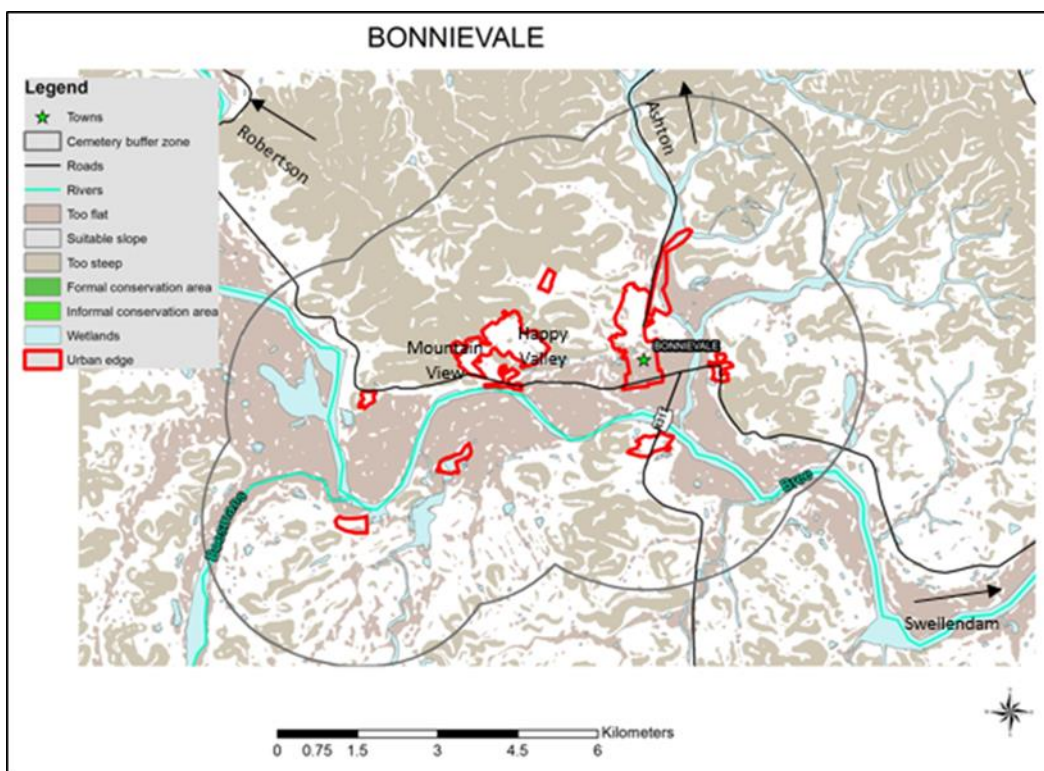 BONNIEVALE
Legend
Towns
Cemetery buffer zone
Roads
Rivers
Too flat
Suitable slope
Too steep
Formal conservation area
Informal conservation area
Wetlands
Urban edge
Robertson
Ashton
Mountain
View
Happy
Valley
BONNIEVALE
Bree
Swellendam
Kilometers
0 0.75 1.5 3 4.5 6